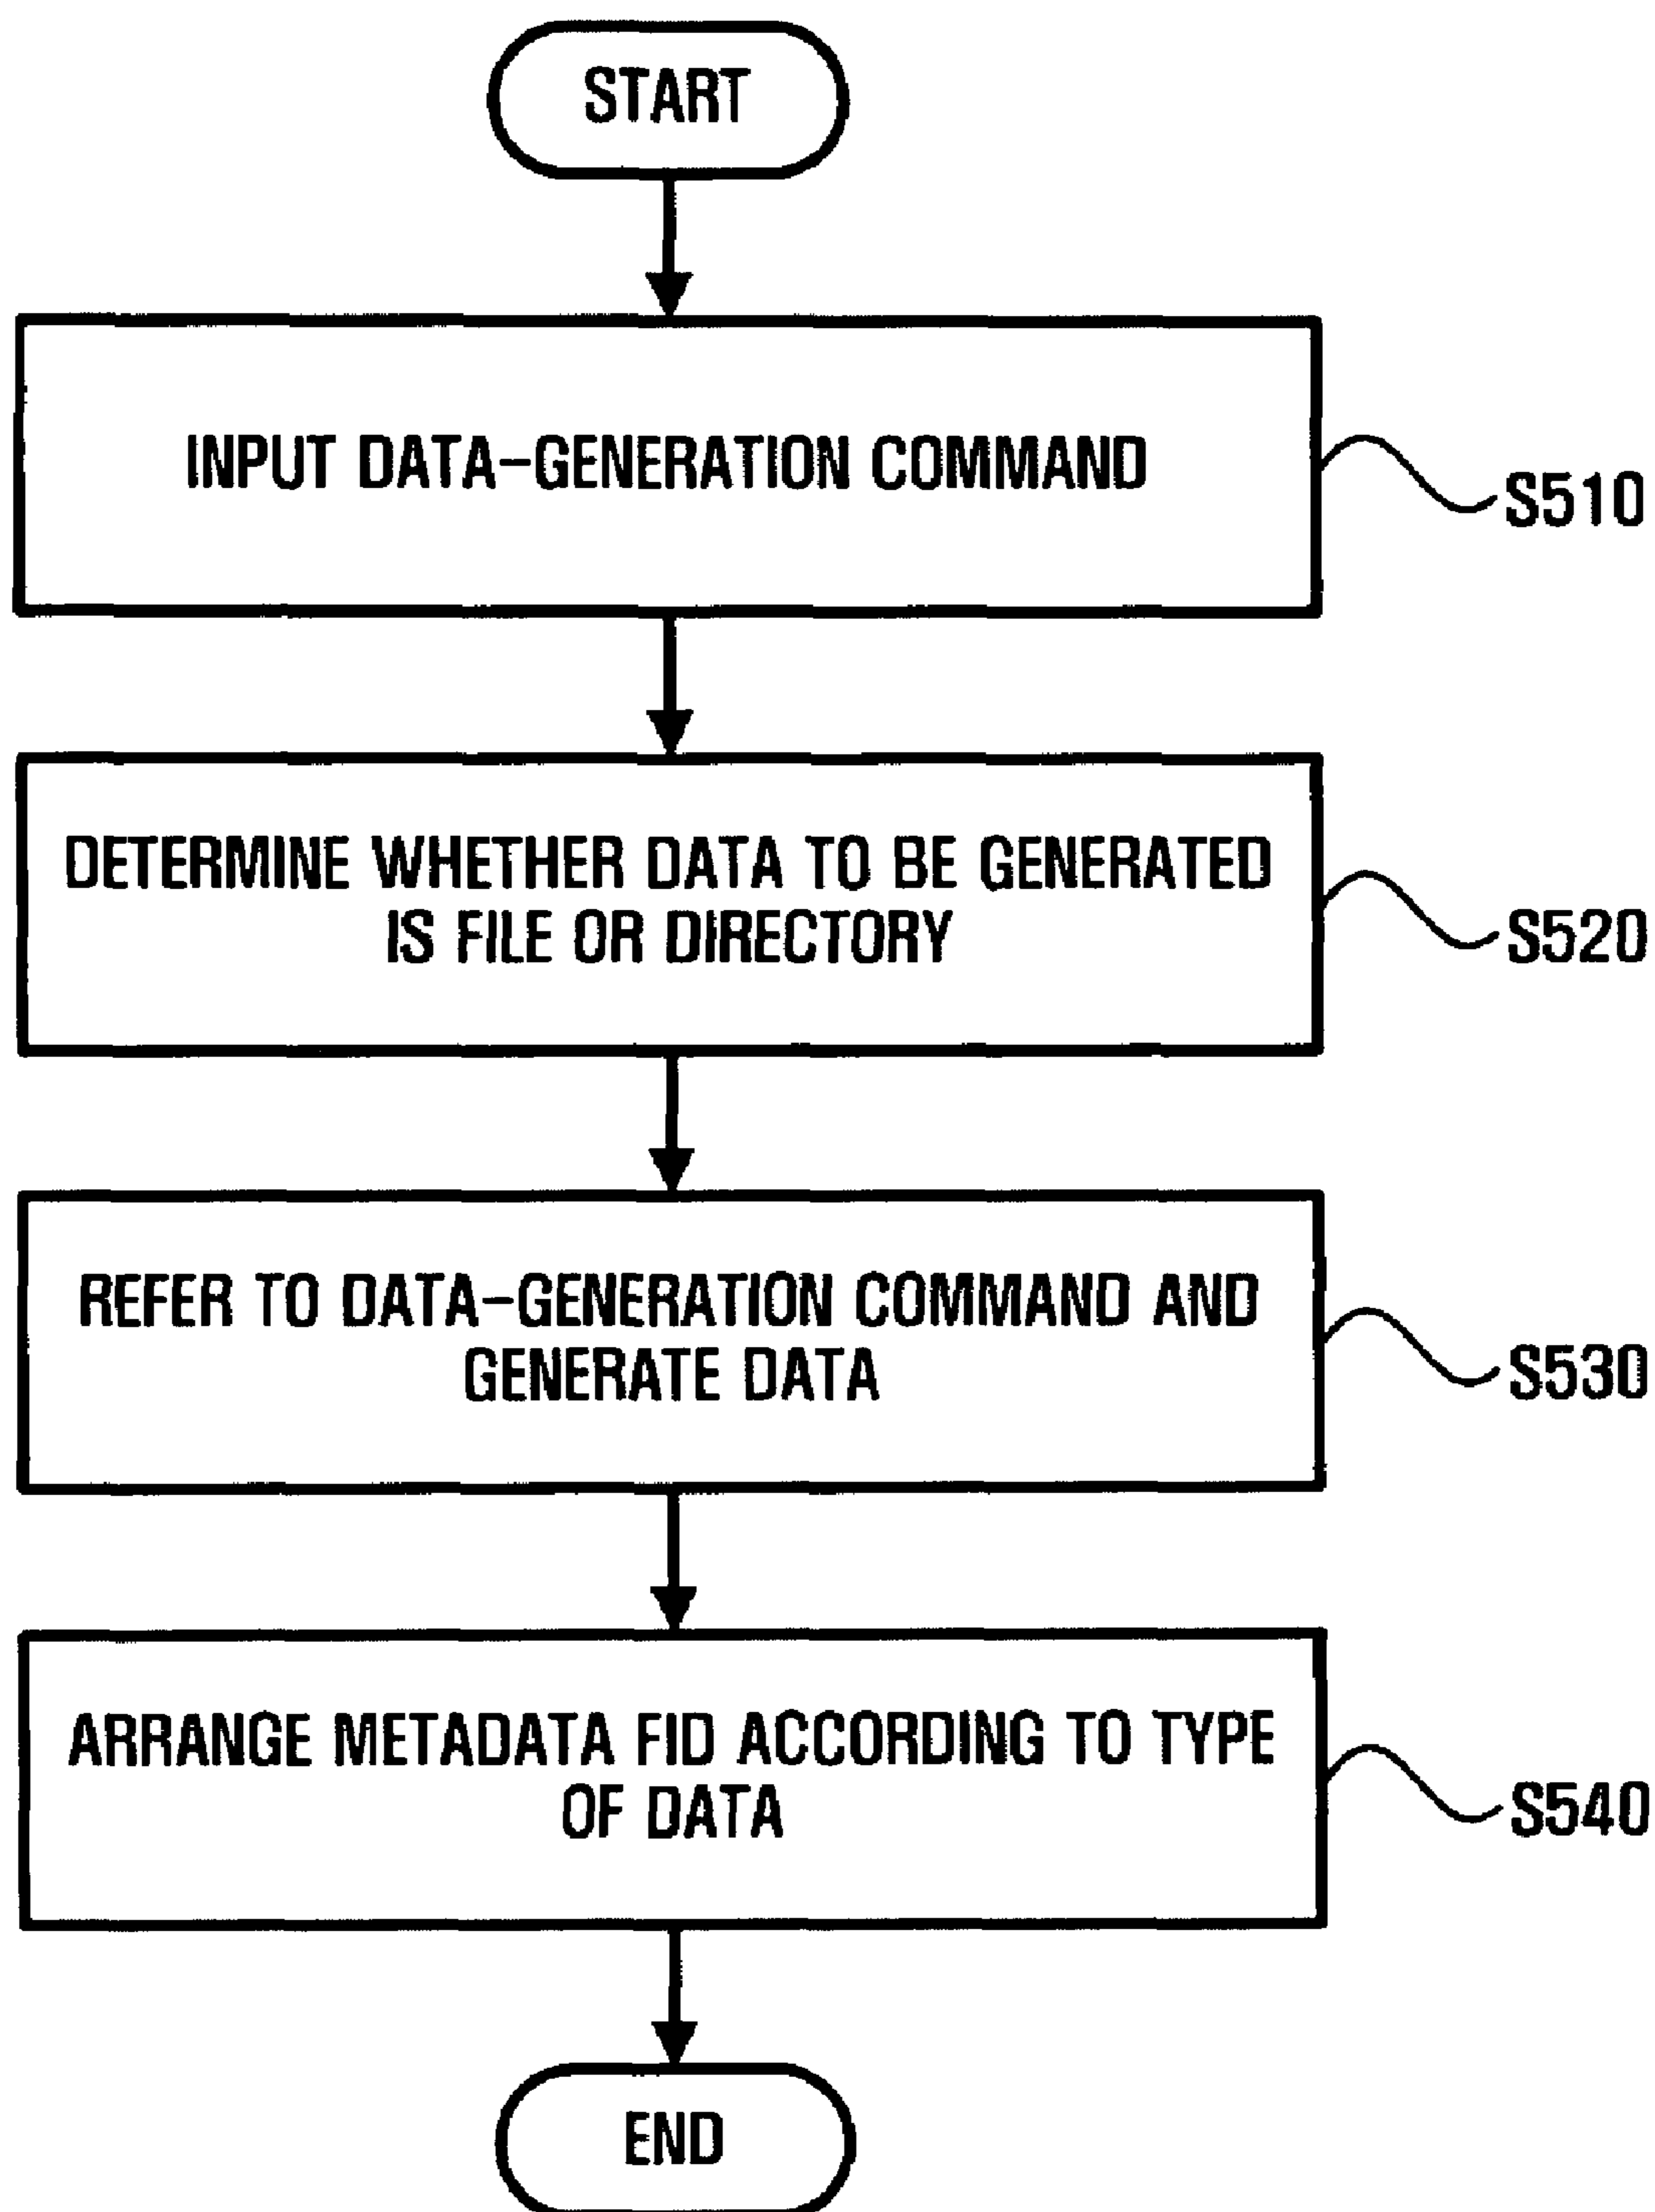 START
INPUT DATA-GENERATION COMMAND
S510
DETERMINE WHETHER DATA TO BE GENERATED
IS FILE OR DIRECTORY
S520
REFER TO DATA-GENERATION COMMAND AND
GENERATE DATA
S530
ARRANGE METADATA FID ACCORDING TO TYPE
OF DATA
S540
END